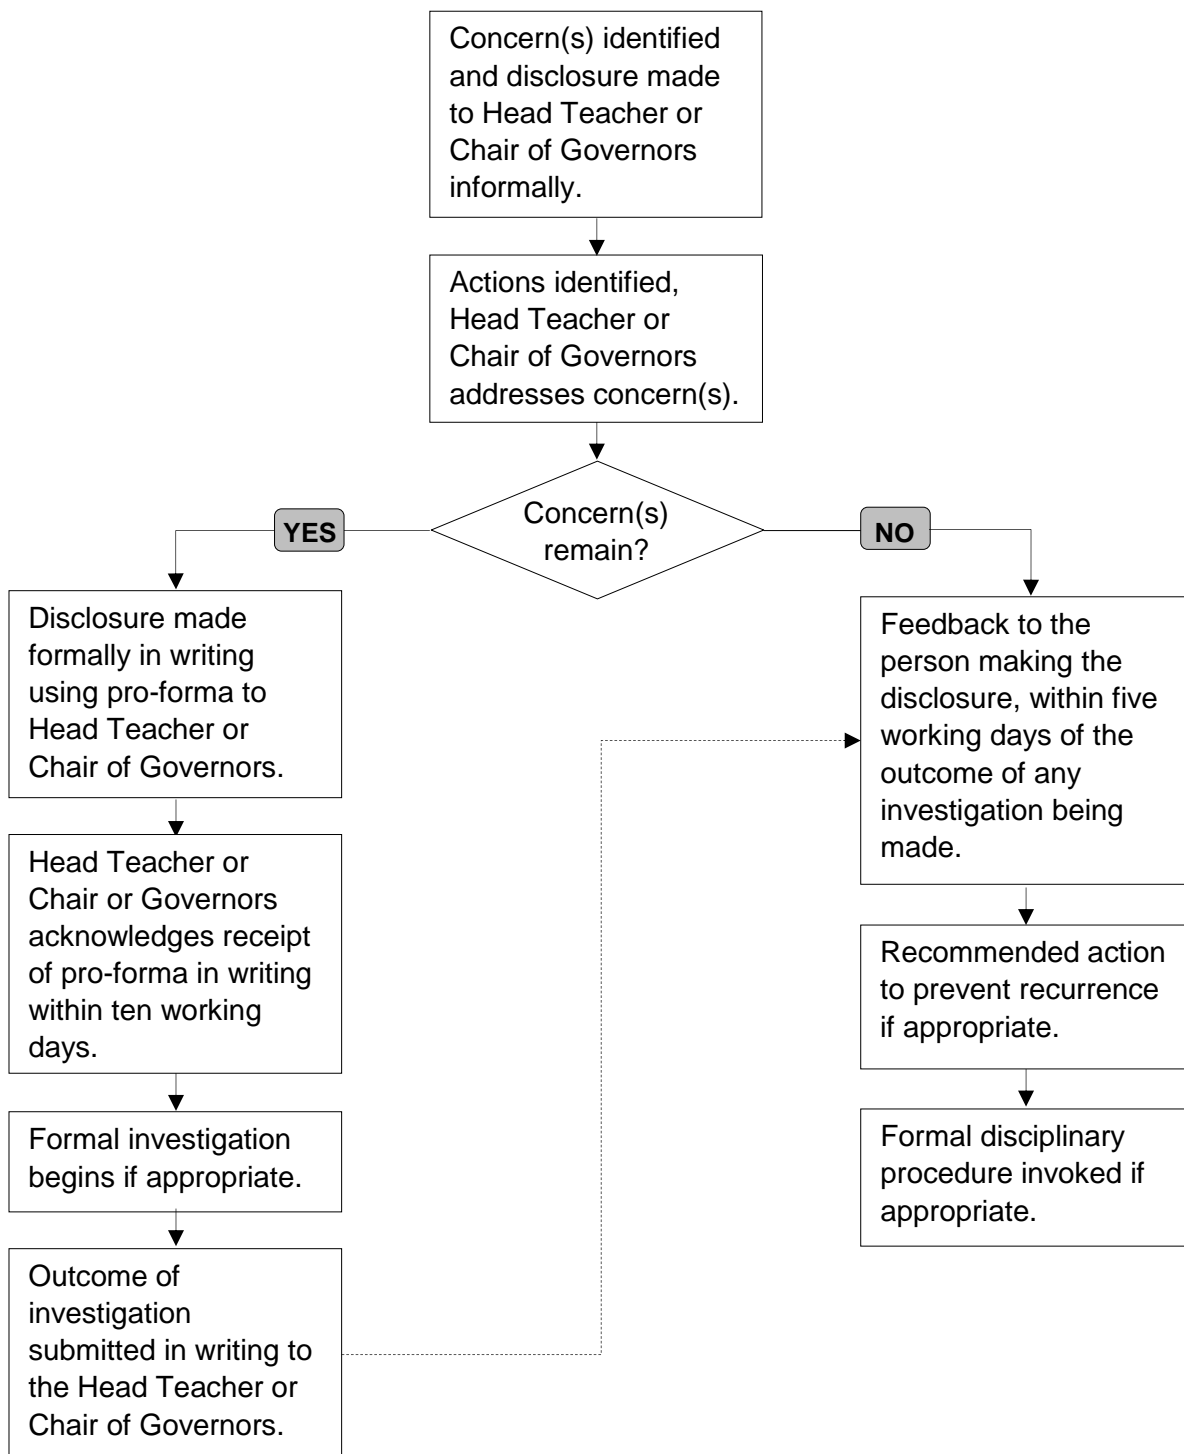 Concern(s) identified
and disclosure made
to Head Teacher or
Chair of Governors
informally.
Actions identified,
Head Teacher or
Chair of Governors
addresses concern(s).
Concern(s)
remain?
YES
NO
Disclosure made
formally in writing
using pro-forma to
Head Teacher or
Chair of Governors.
Head Teacher or
Chair or Governors
acknowledges receipt
of pro-forma in writing
within ten working
days.
Formal investigation
begins if appropriate.
Outcome of
investigation
submitted in writing to
the Head Teacher or
Chair of Governors.
Feedback to the
person making the
disclosure, within five
working days of the
outcome of any
investigation being
made.
Recommended action
to prevent recurrence
if appropriate.
Formal disciplinary
procedure invoked if
appropriate.